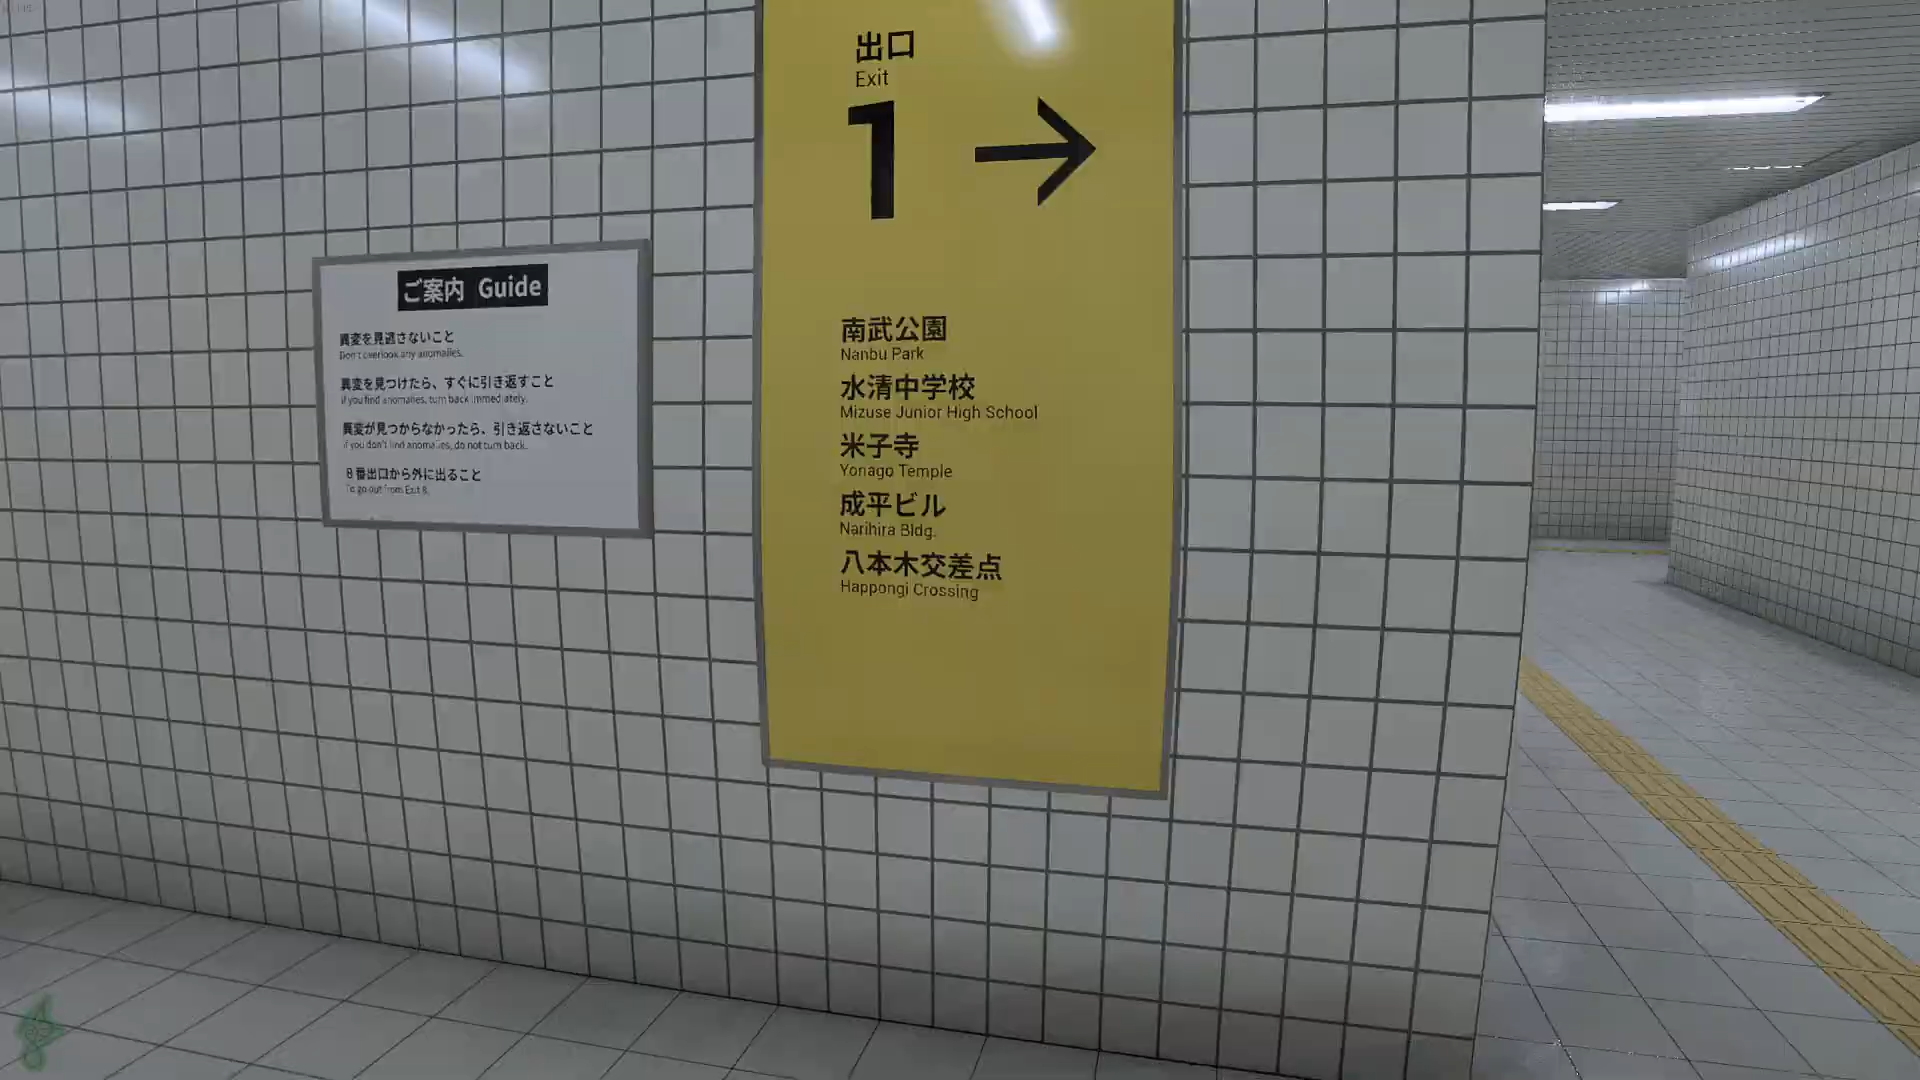 ご案内 Guide
異変を見逃さないこと
Don't overlook any anomalies.
異変を見つけたら、すぐに引き返すこと
If you find anomalies, turn back immediately.
異変が見つからなかったら、引き返さないこと
If you don't find anomalies, do not turn back.
8番出口から外に出ること
To go out from Exit 8.
出口
Exit
1
南武公園
Nanbu Park
水清中学校
Mizuse Junior High School
米子寺
Yonago Temple
成平ビル
Narihira Bldg.
八本木交差点
Happongi Crossing